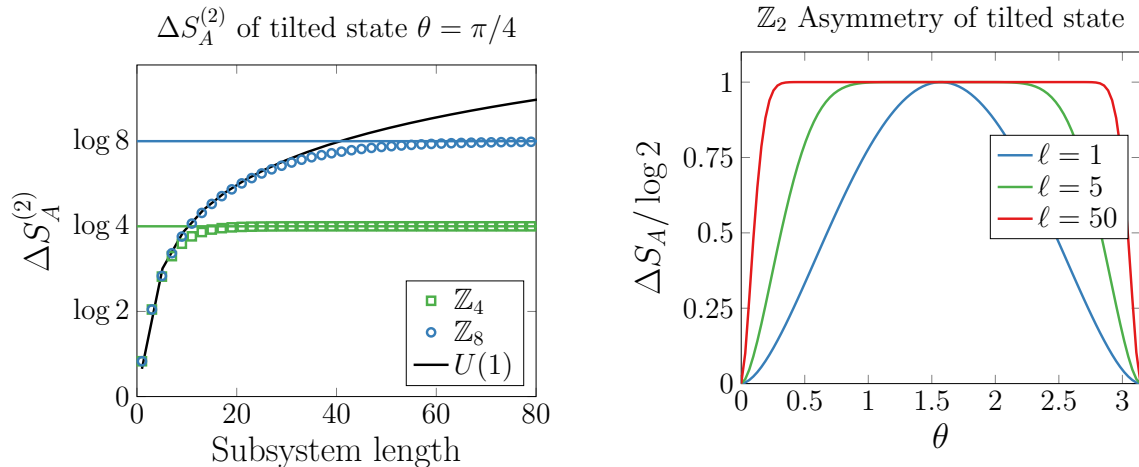 ΔS_A^{(2)} of tilted state θ = π/4
log 8
log 4
log 2
0
0
20
40
60
80
ΔS_A^{(2)}
Subsystem length
ℤ_4
ℤ_8
U(1)
ℤ_2 Asymmetry of tilted state
1
0.75
0.5
0.25
0
0
0.5
1
1.5
2
2.5
3
ΔS_A / log 2
θ
ℓ = 1
ℓ = 5
ℓ = 50